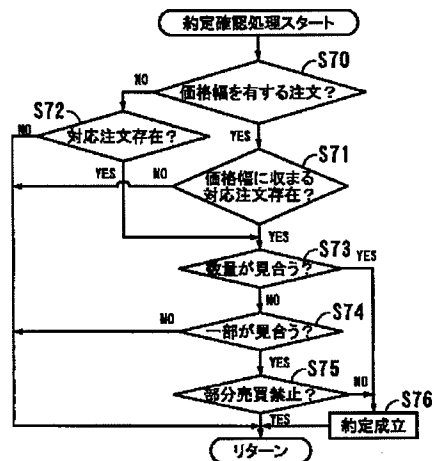 約定確認処理スタート
S70
NO
価格幅を有する注文?
S72
NO
対応注文存在?
YES
S71
YES
NO
価格幅に収まる
対応注文存在?
YES
S73
数量が見合う?
YES
NO
S74
NO
一部が見合う?
YES
S75
部分売買禁止?
NO
S76
YES
約定成立
リターン